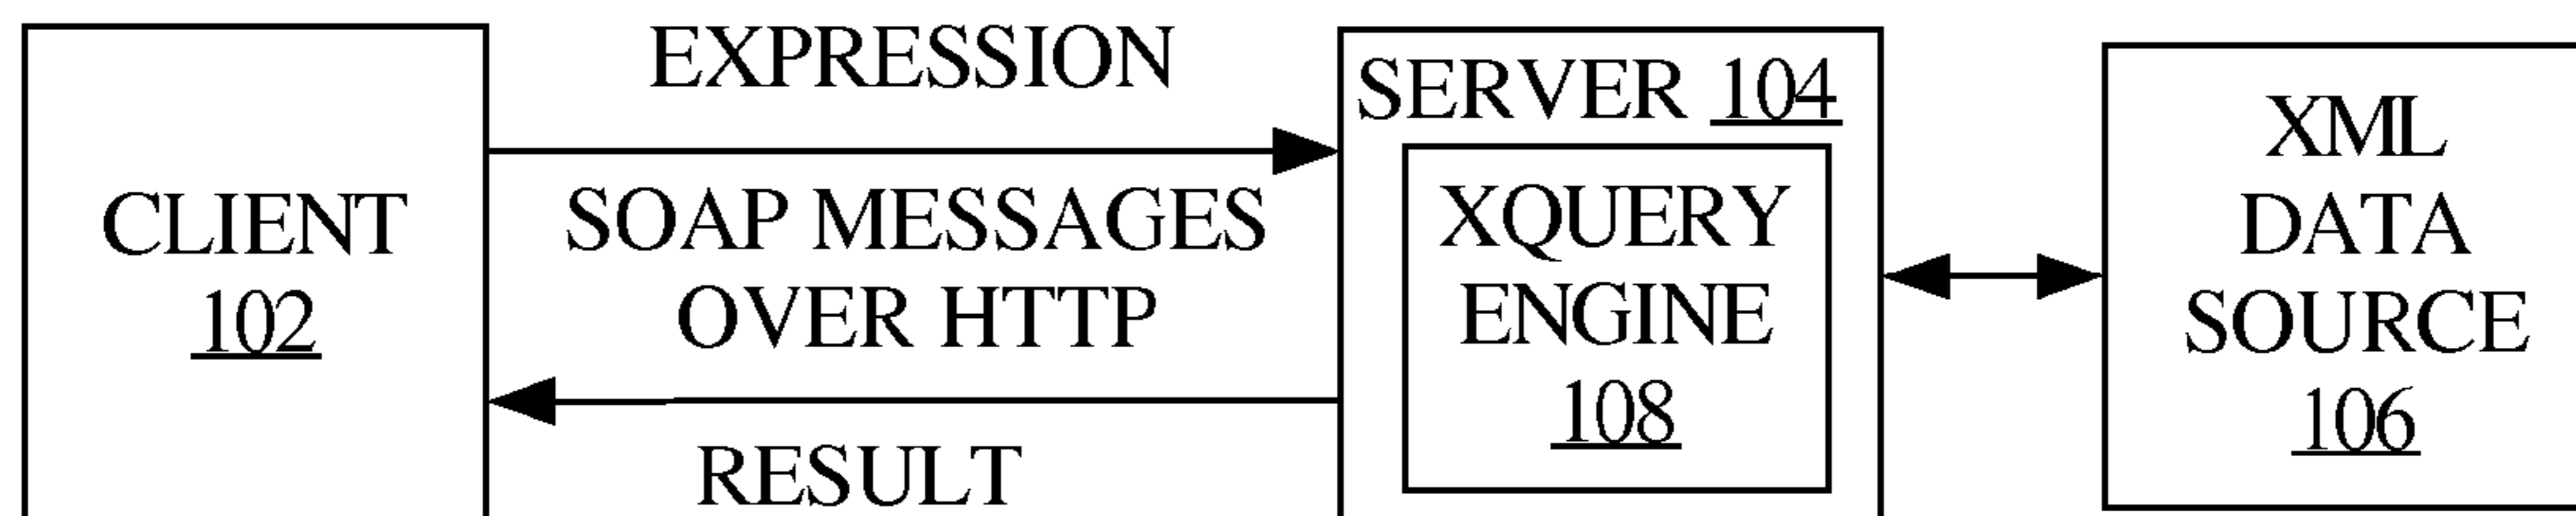 CLIENT
102
EXPRESSION
SOAP MESSAGES
OVER HTTP
RESULT
SERVER 104
XQUERY
ENGINE
108
XML
DATA
SOURCE
106